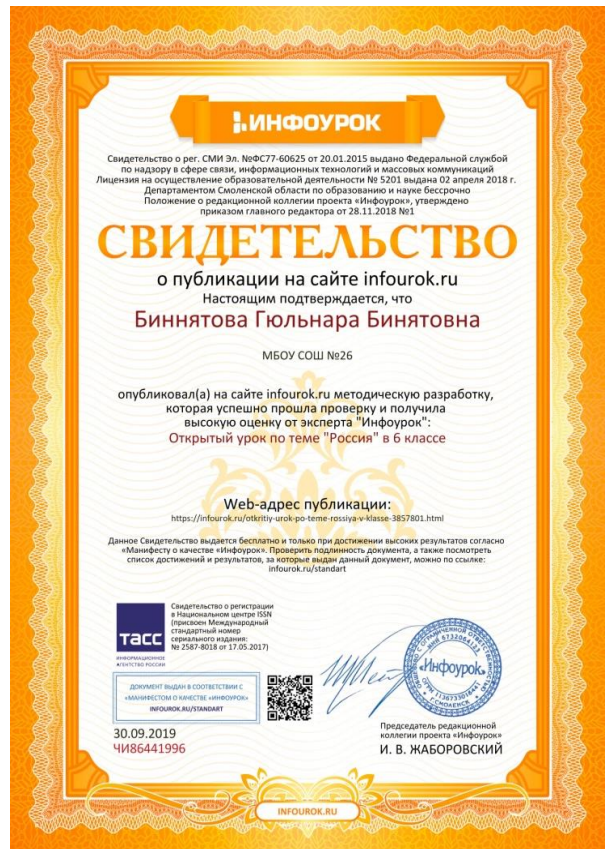 ИНФОУРОК
Свидетельство о рег. СМИ Эл. №ФС77-60625 от 20.01.2015 выдано Федеральной службой
по надзору в сфере связи, информационных технологий и массовых коммуникаций
Лицензия на осуществление образовательной деятельности № 5201 выдана 02 апреля 2018 г.
Департаментом Смоленской области по образованию и науке бессрочно
Положение о редакционной коллегии проекта «Инфоурок», утверждено
приказом главного редактора от 28.11.2018 №1
СВИДЕТЕЛЬСТВО
о публикации на сайте infourok.ru
Настоящим подтверждается, что
Биннятова Гюльнара Бинятовна
МБОУ СОШ №26
опубликовал(а) на сайте infourok.ru методическую разработку,
которая успешно прошла проверку и получила
высокую оценку от эксперта "Инфоурок":
Открытый урок по теме "Россия" в 6 классе
Web-адрес публикации:
https://infourok.ru/otkritiy-urok-po-teme-rossiya-v-klasse-3857801.html
Данное Свидетельство выдается бесплатно и только при достижении высоких результатов согласно
«Манифесту о качестве «Инфоурок». Проверить подлинность документа, а также посмотреть
список достижений и результатов, за которые выдан данный документ, можно по ссылке:
infourok.ru/standart
ТАСС
ИНФОРМАЦИОННОЕ
АГЕНТСТВО РОССИИ
Свидетельство о регистрации
в Национальном центре ISSN
(присвоен Международный
стандартный номер
сериального издания:
№ 2587-8018 от 17.05.2017)
ДОКУМЕНТ ВЫДАН В СООТВЕТСТВИИ С
«МАНИФЕСТОМ О КАЧЕСТВЕ «ИНФОУРОК»
INFOUROK.RU/STANDART
«Инфоурок»
Г.СМОЛЕНСК
30.09.2019
ЧИ86441996
Председатель редакционной
коллегии проекта «Инфоурок»
И. В. ЖАБОРОВСКИЙ
INFOUROK.RU